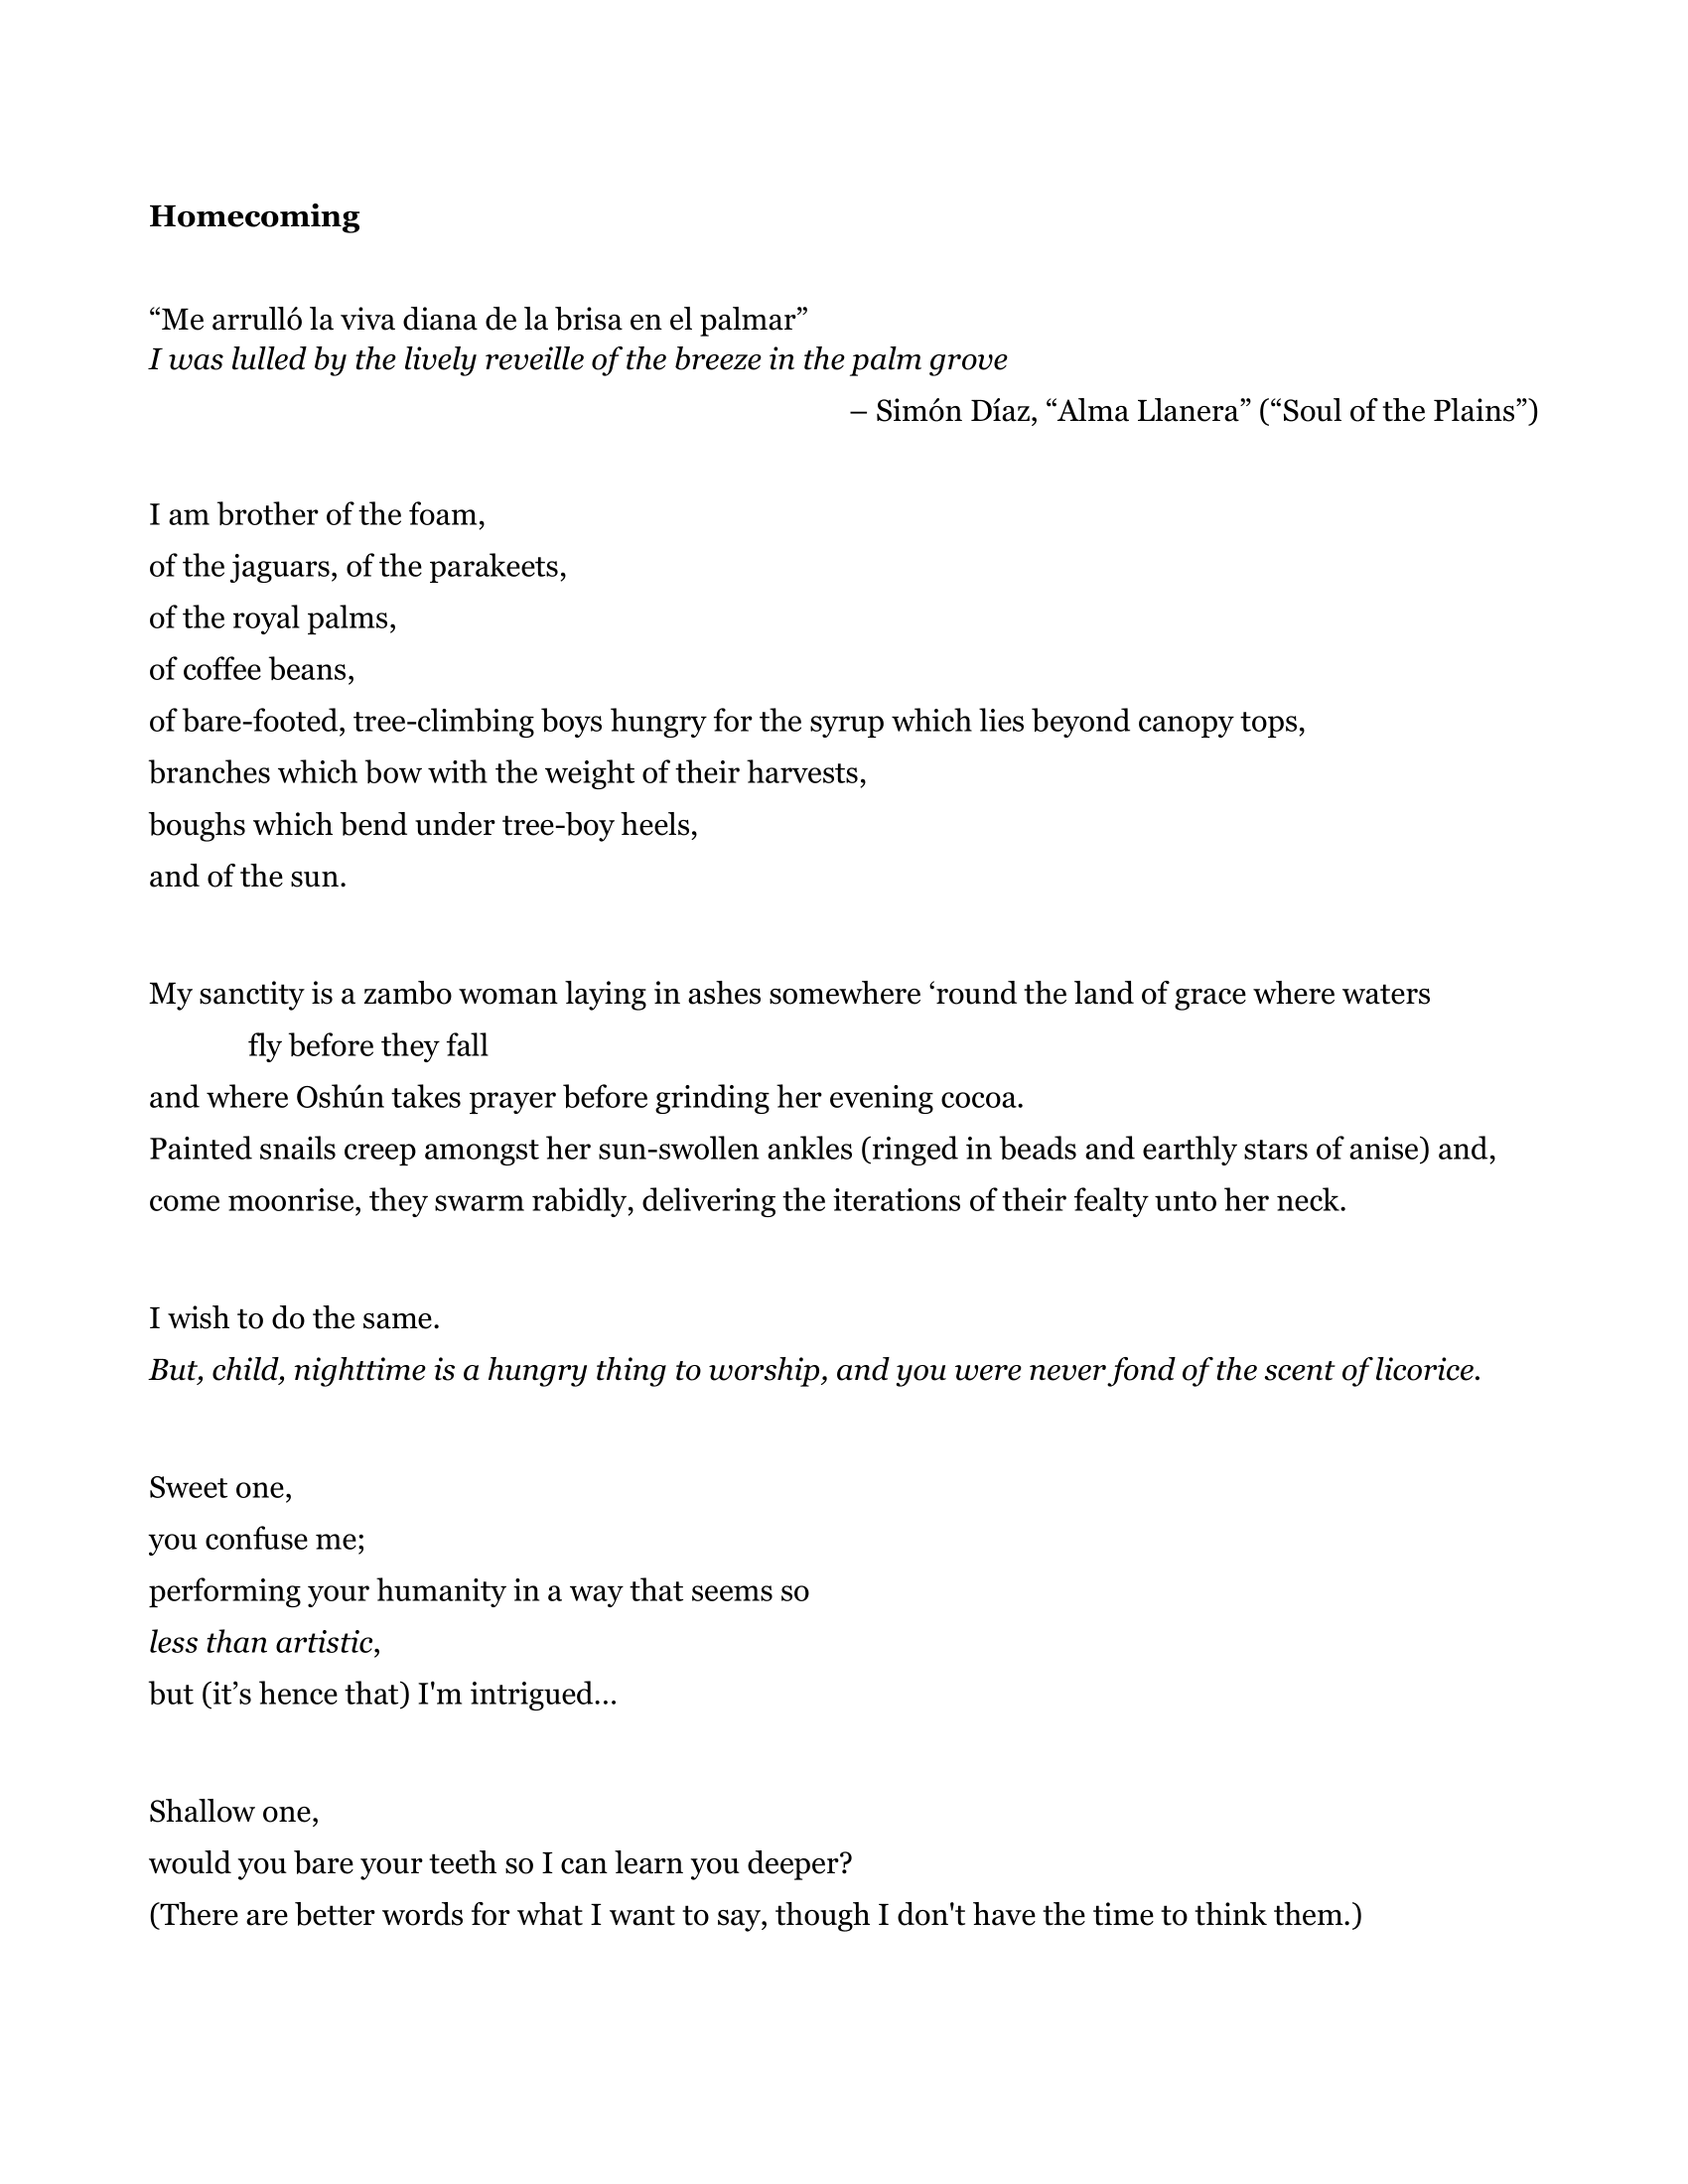 Homecoming
“Me arrulló la viva diana de la brisa en el palmar”
I was lulled by the lively reveille of the breeze in the palm grove
– Simón Díaz, “Alma Llanera” (“Soul of the Plains”)
I am brother of the foam,
of the jaguars, of the parakeets,
of the royal palms,
of coffee beans,
of bare-footed, tree-climbing boys hungry for the syrup which lies beyond canopy tops,
branches which bow with the weight of their harvests,
boughs which bend under tree-boy heels,
and of the sun.
My sanctity is a zambo woman laying in ashes somewhere ‘round the land of grace where waters
fly before they fall
and where Oshún takes prayer before grinding her evening cocoa.
Painted snails creep amongst her sun-swollen ankles (ringed in beads and earthly stars of anise) and,
come moonrise, they swarm rabidly, delivering the iterations of their fealty unto her neck.
I wish to do the same.
But, child, nighttime is a hungry thing to worship, and you were never fond of the scent of licorice.
Sweet one,
you confuse me;
performing your humanity in a way that seems so
less than artistic,
but (it’s hence that) I'm intrigued...
Shallow one,
would you bare your teeth so I can learn you deeper?
(There are better words for what I want to say, though I don't have the time to think them.)